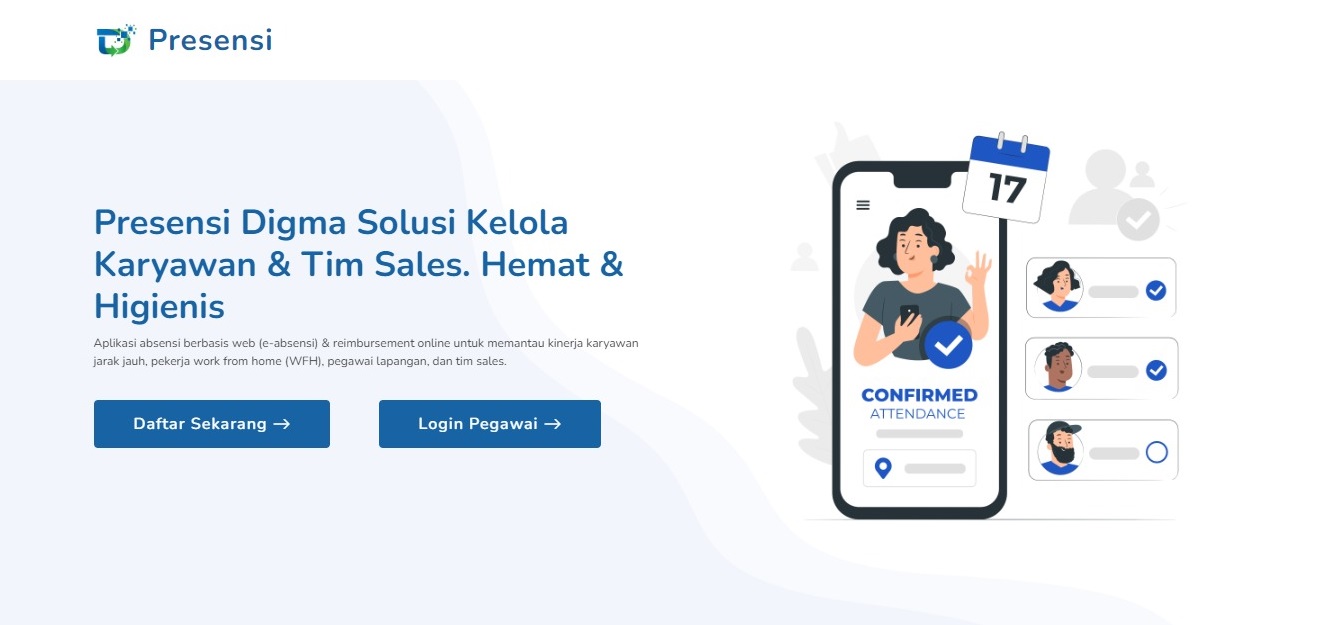 Presensi
Presensi Digma Solusi Kelola
Karyawan & Tim Sales. Hemat &
Higienis
Aplikasi absensi berbasis web (e-absensi) & reimbursement online untuk memantau kinerja karyawan
jarak jauh, pekerja work from home (WFH), pegawai lapangan, dan tim sales.
Daftar Sekarang →
Login Pegawai →
17
CONFIRMED
ATTENDANCE